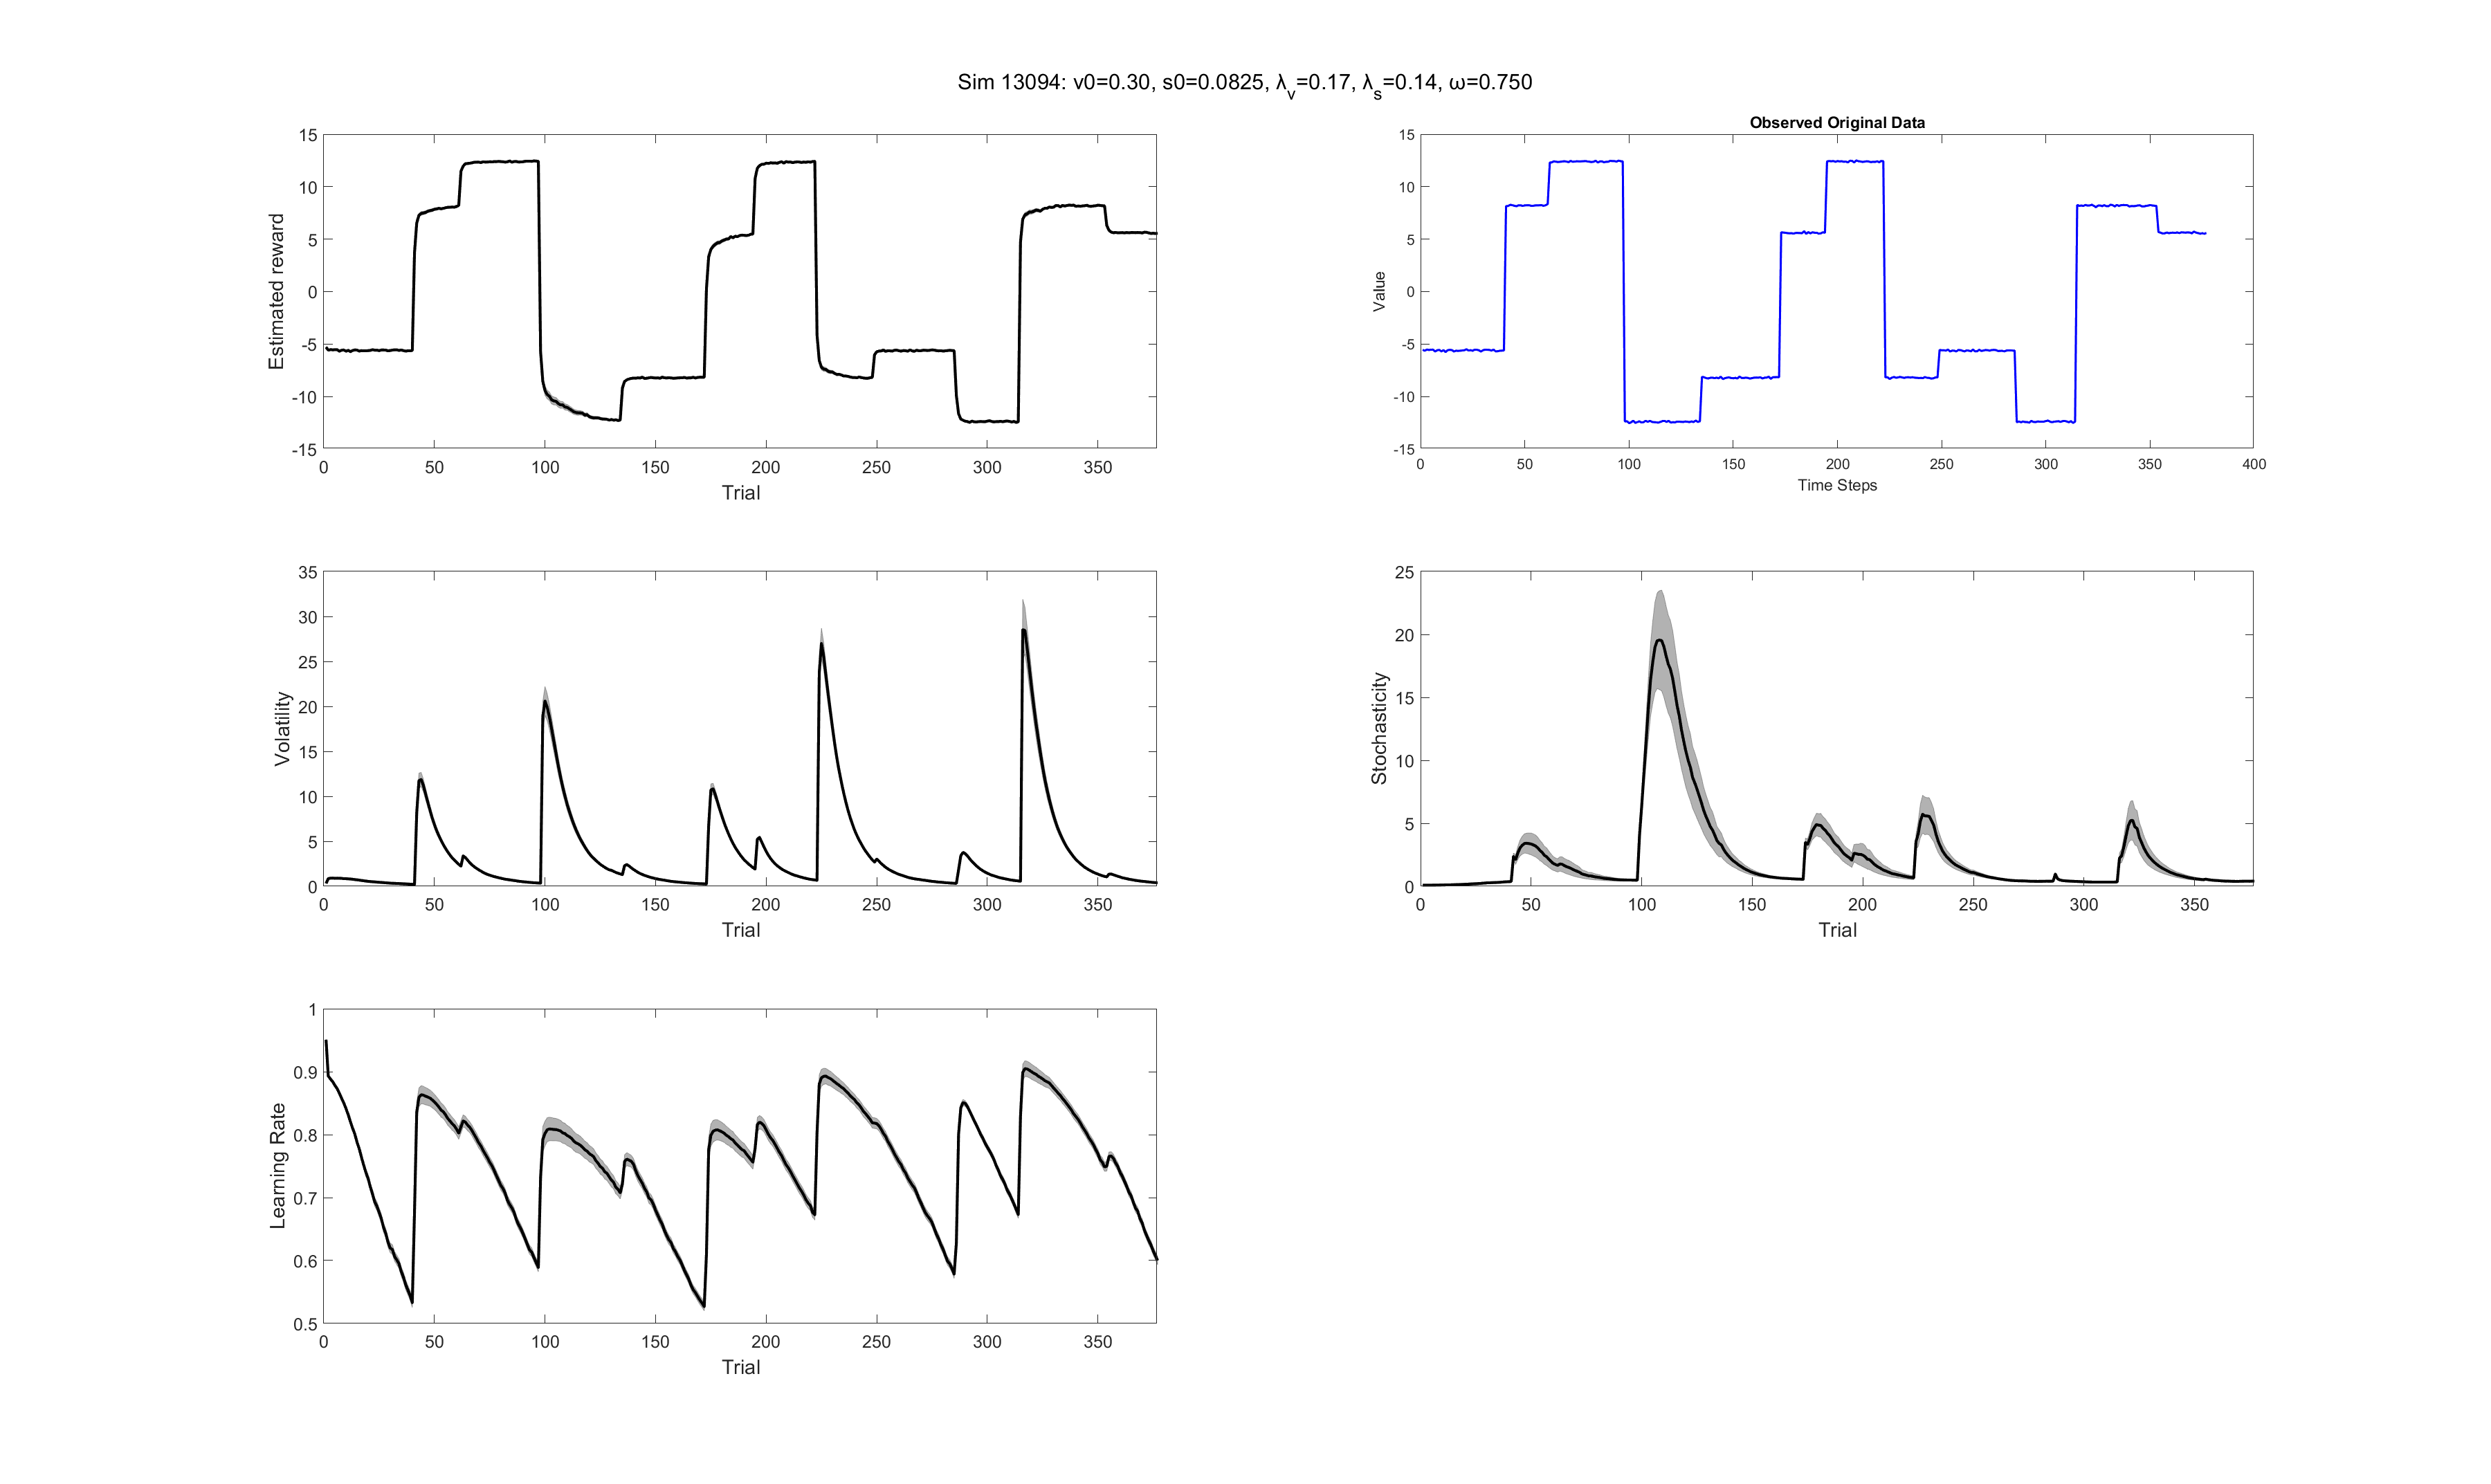 Sim 13094: v0=0.30, s0=0.0825, λv=0.17, λs=0.14, ω=0.750
15
10
5
0
-5
-10
-15
0 50 100 150 200 250 300 350
Estimated reward
Trial
Observed Original Data
15
10
5
0
-5
-10
-15
0 50 100 150 200 250 300 350 400
Value
Time Steps
35
30
25
20
15
10
5
0
0 50 100 150 200 250 300 350
Volatility
Trial
25
20
15
10
5
0
0 50 100 150 200 250 300 350
Stochasticity
Trial
1
0.9
0.8
0.7
0.6
0.5
0 50 100 150 200 250 300 350
Learning Rate
Trial